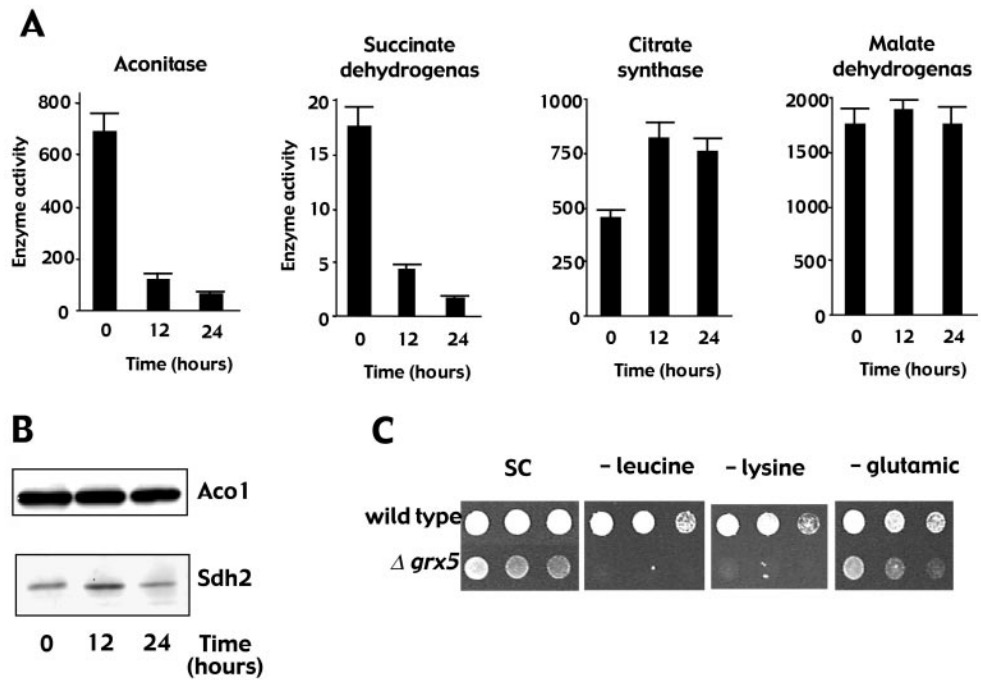 A
Aconitase
Enzyme activity
800
600
400
200
0
0 12 24
Time (hours)
Succinate
dehydrogenas
Enzyme activity
20
15
10
5
0
0 12 24
Time (hours)
Citrate
synthase
1000
750
500
250
0
0 12 24
Time (hours)
Malate
dehydrogenas
2000
1500
1000
500
0
0 12 24
Time (hours)
B
Aco1
Sdh2
0 12 24 Time
(hours)
C
SC - leucine - lysine - glutamic
wild type
Δ grx5